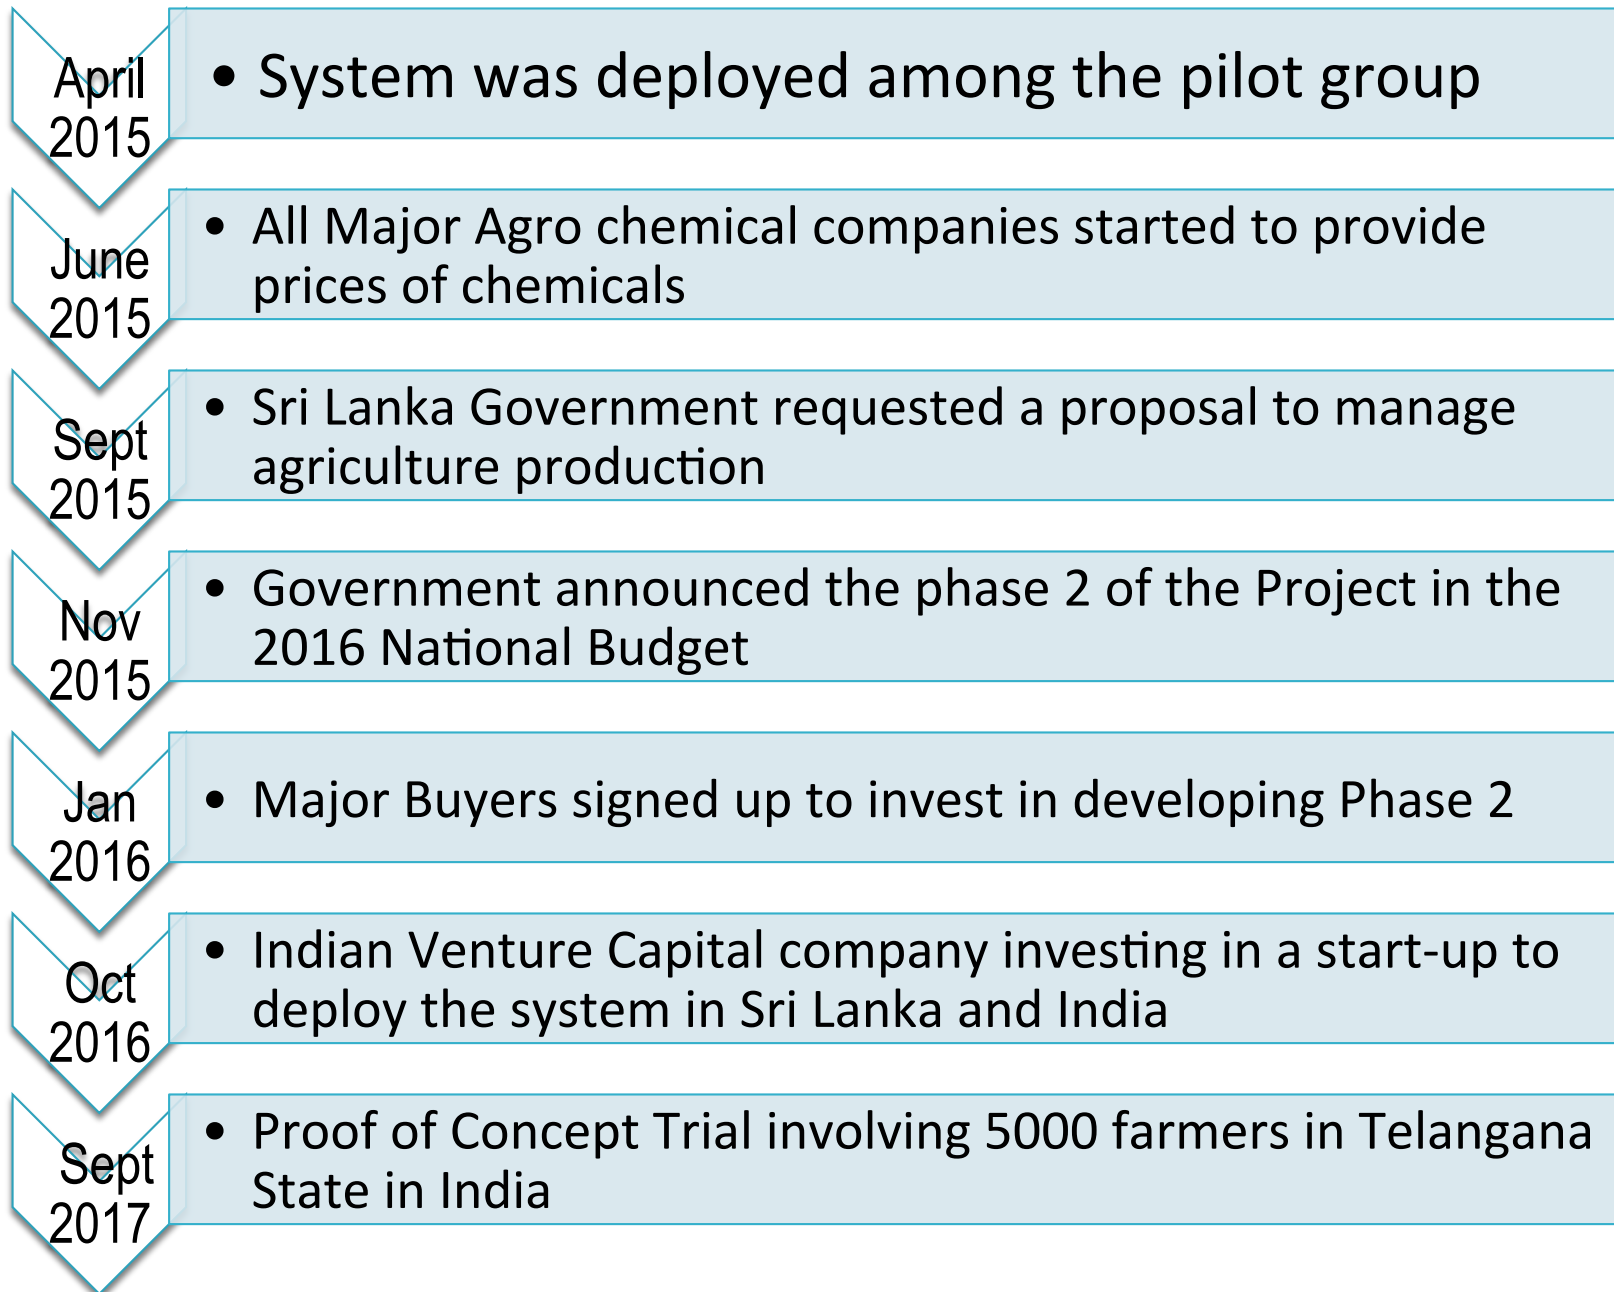 April
2015
• System was deployed among the pilot group
June
2015
• All Major Agro chemical companies started to provide
prices of chemicals
Sept
2015
• Sri Lanka Government requested a proposal to manage
agriculture production
Nov
2015
• Government announced the phase 2 of the Project in the
2016 National Budget
Jan
2016
• Major Buyers signed up to invest in developing Phase 2
Oct
2016
• Indian Venture Capital company investing in a start-up to
deploy the system in Sri Lanka and India
Sept
2017
• Proof of Concept Trial involving 5000 farmers in Telangana
State in India